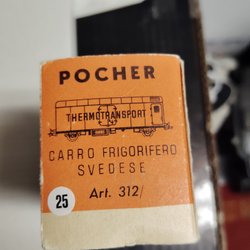 POCHER
THERMOTRANSPORT
CARRO FRIGORIFERO
SVEDESE
Art. 312/
25